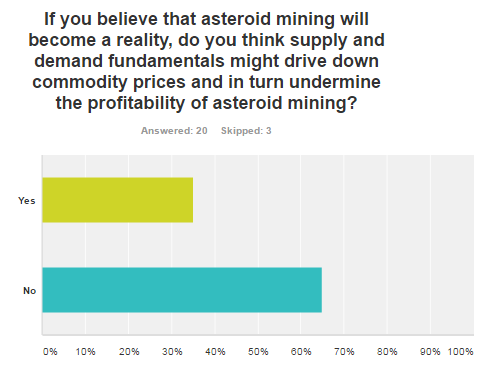 If you believe that asteroid mining will
become a reality, do you think supply and
demand fundamentals might drive down
commodity prices and in turn undermine
the profitability of asteroid mining?
Answered: 20 Skipped: 3
Yes
No
0% 10% 20% 30% 40% 50% 60% 70% 80% 90% 100%